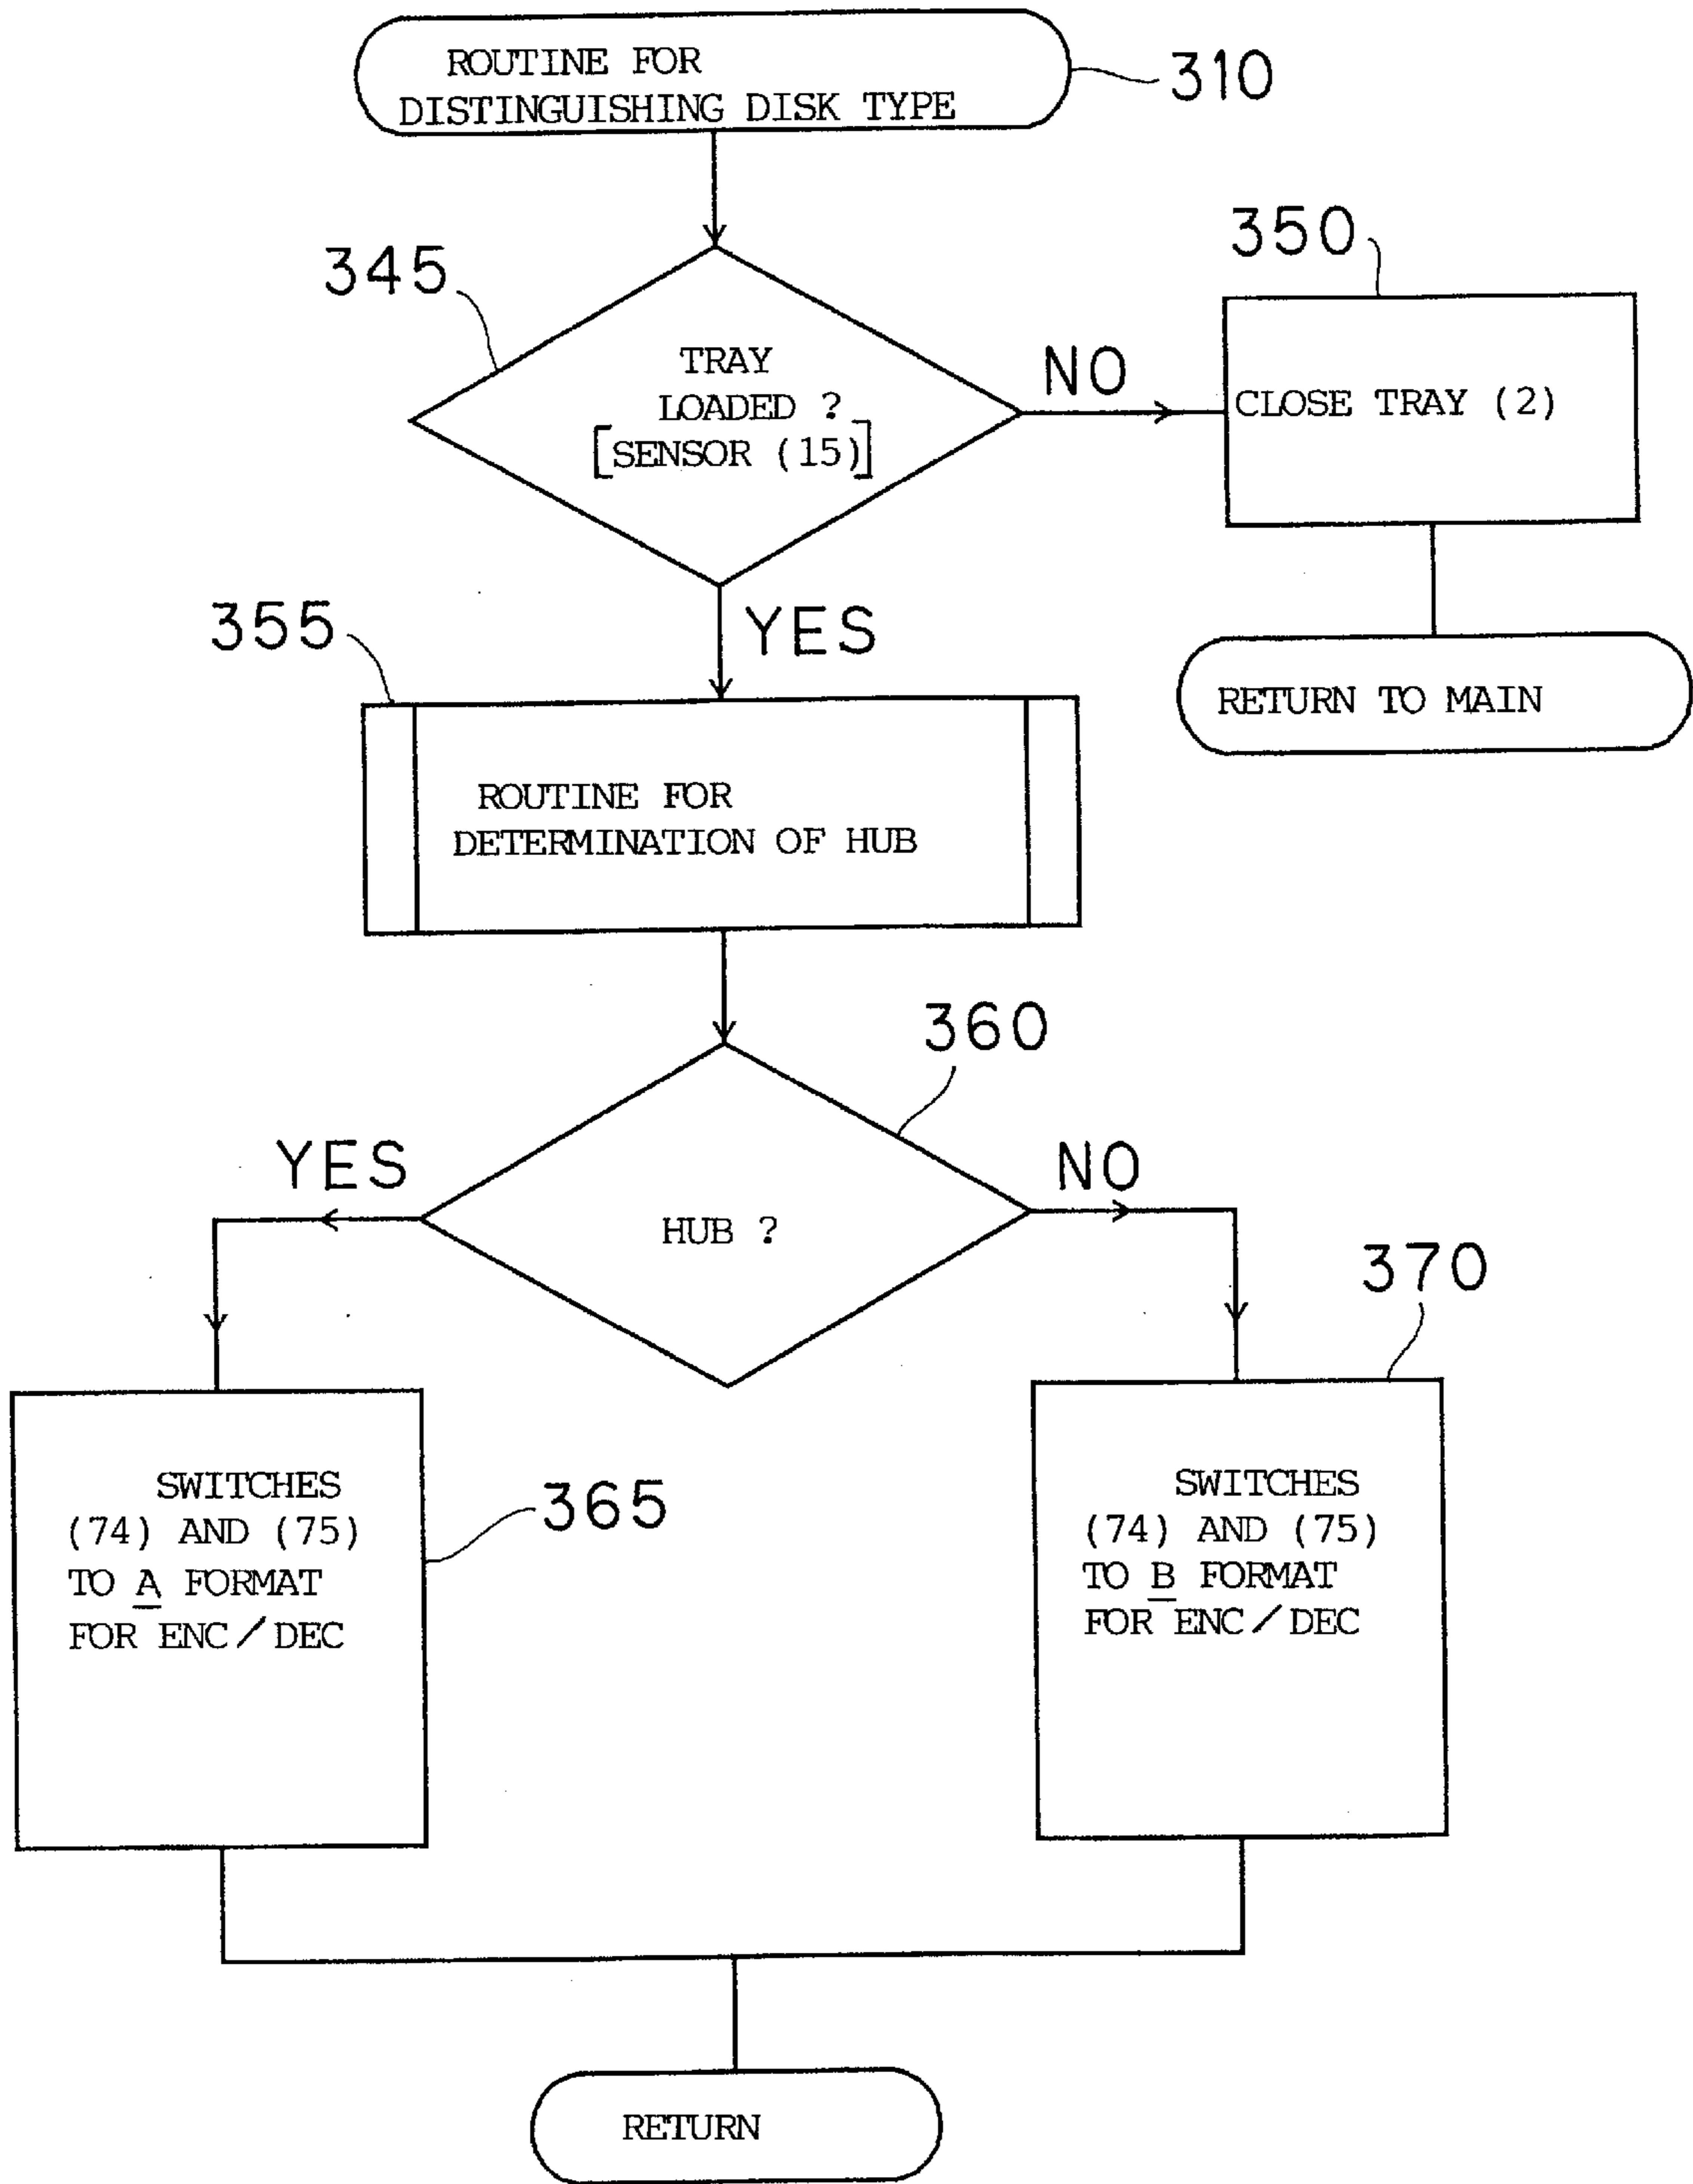 ROUTINE FOR
DISTINGUISHING DISK TYPE
310
345
350
TRAY
LOADED ?
[SENSOR (15)]
NO
CLOSE TRAY (2)
355
YES
RETURN TO MAIN
ROUTINE FOR
DETERMINATION OF HUB
360
YES
NO
HUB ?
370
SWITCHES
(74) AND (75)
TO A FORMAT
FOR ENC/DEC
365
SWITCHES
(74) AND (75)
TO B FORMAT
FOR ENC/DEC
RETURN